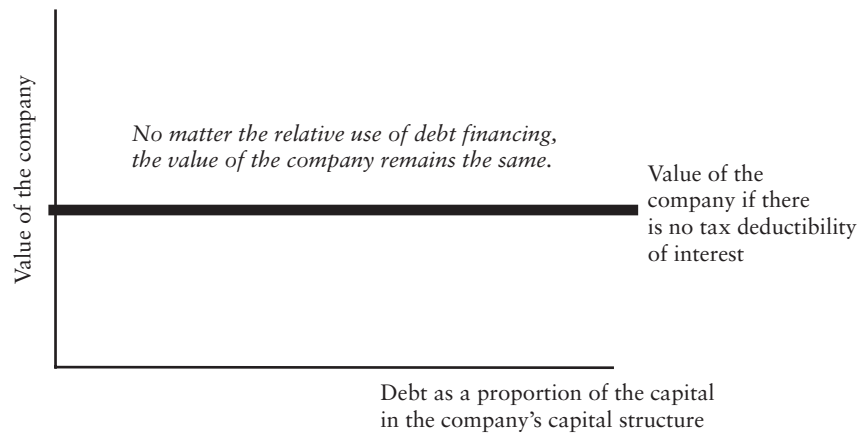 Value of the company
No matter the relative use of debt financing,
the value of the company remains the same.
Value of the
company if there
is no tax deductibility
of interest
Debt as a proportion of the capital
in the company’s capital structure